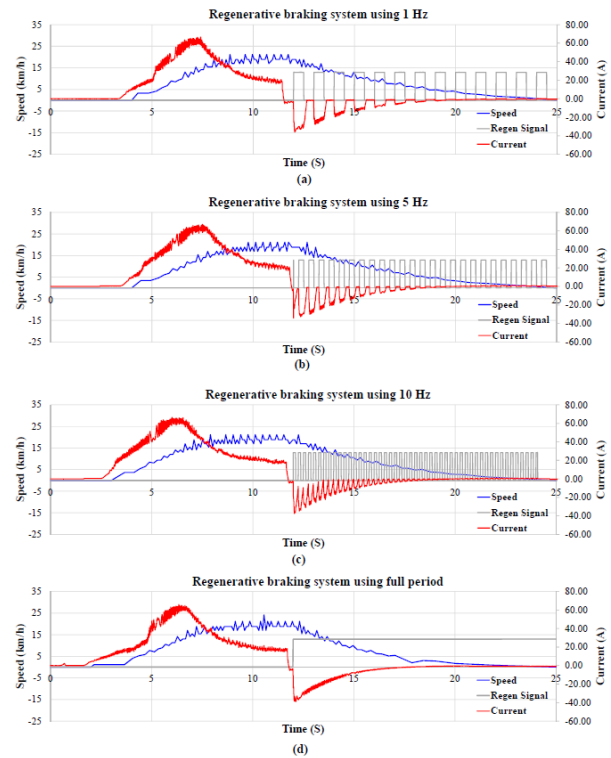 Regenerative braking system using 1 Hz
Speed (km/h)
35
25
15
5
-5
-15
-25
80.00
60.00
40.00
20.00
0.00
-20.00
-40.00
-60.00
Current (A)
0
5
10
15
20
25
Speed
Regen Signal
Current
Time (S)
(a)
Regenerative braking system using 5 Hz
Speed (km/h)
35
25
15
5
-5
-15
-25
80.00
60.00
40.00
20.00
0.00
-20.00
-40.00
-60.00
Current (A)
0
5
10
15
20
25
Speed
Regen Signal
Current
Time (S)
(b)
Regenerative braking system using 10 Hz
Speed (km/h)
35
25
15
5
-5
-15
-25
80.00
60.00
40.00
20.00
0.00
-20.00
-40.00
-60.00
Current (A)
0
5
10
15
20
25
Speed
Regen Signal
Current
Time (S)
(c)
Regenerative braking system using full period
Speed (km/h)
35
25
15
5
-5
-15
-25
80.00
60.00
40.00
20.00
0.00
-20.00
-40.00
-60.00
Current (A)
0
5
10
15
20
25
Speed
Regen Signal
Current
Time (S)
(d)